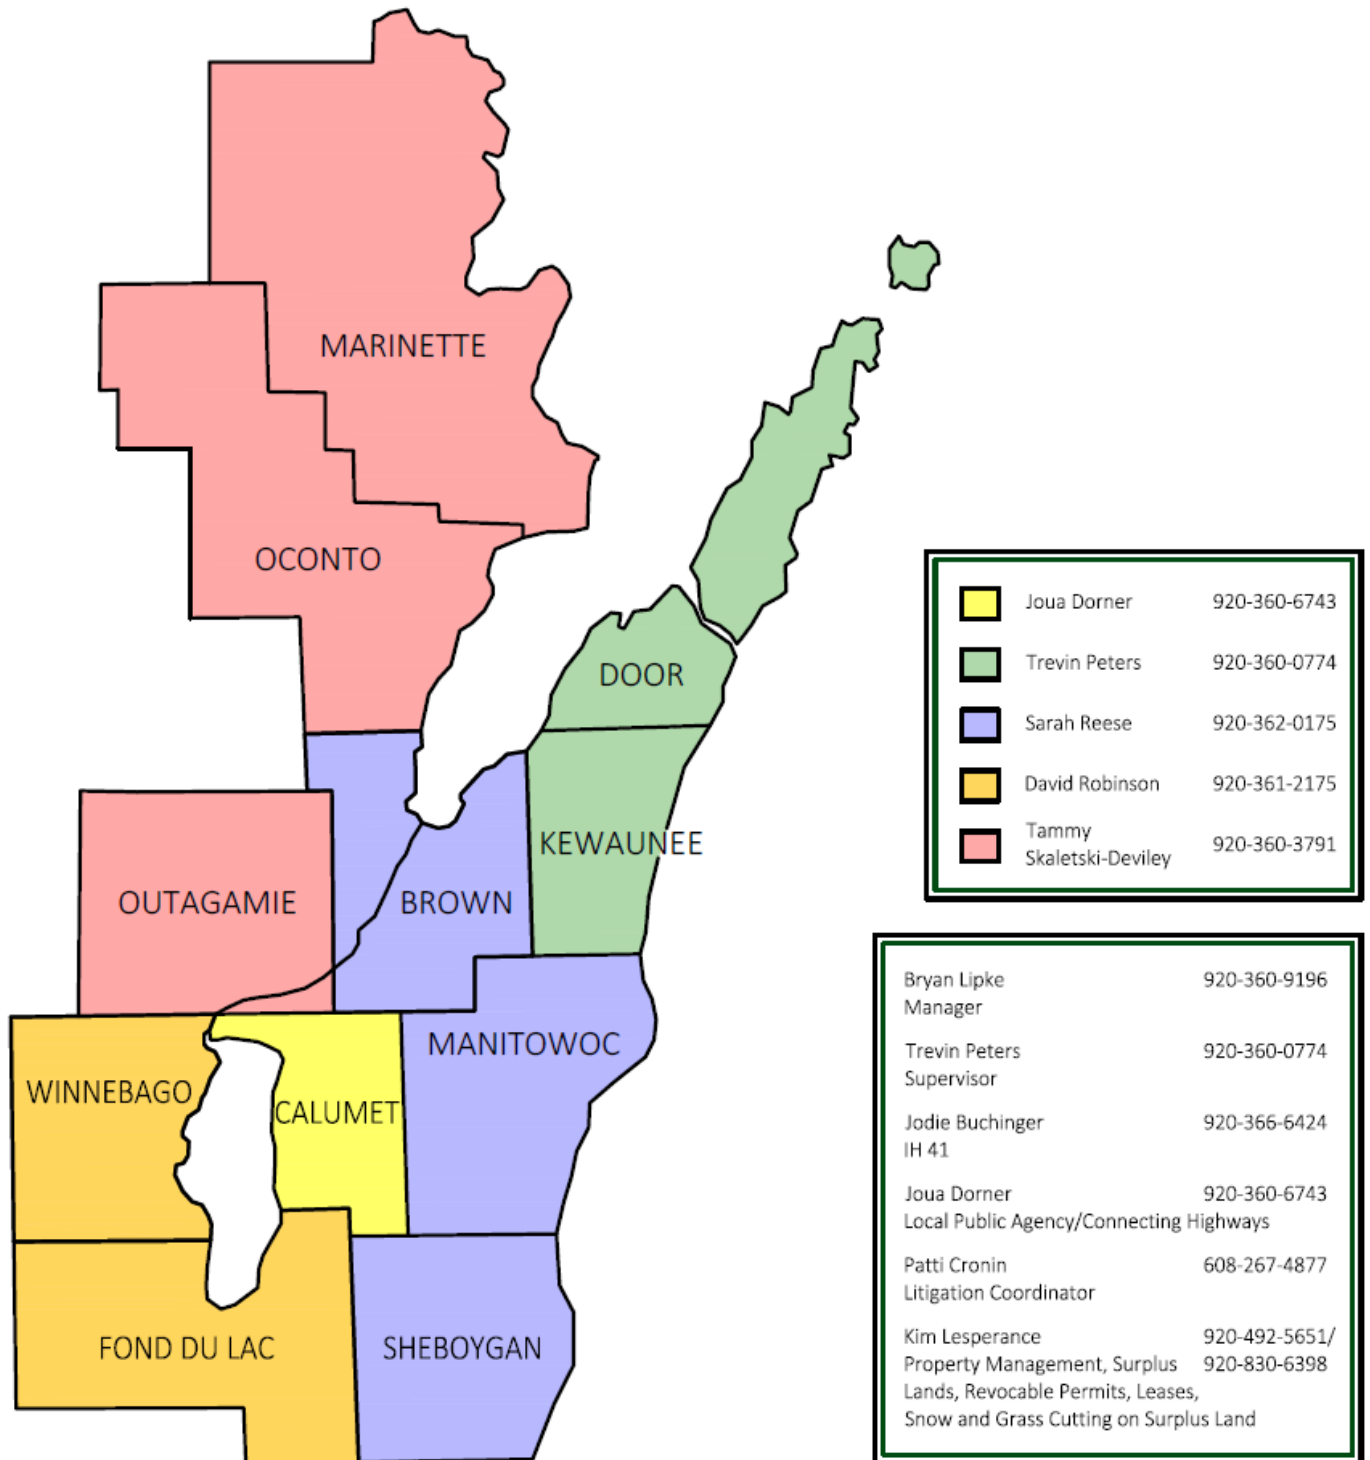 MARINETTE
OCONTO
DOOR
KEWAUNEE
OUTAGAMIE
BROWN
MANITOWOC
WINNEBAGO
CALUMET
FOND DU LAC
SHEBOYGAN
Joua Dorner 920-360-6743
Trevin Peters 920-360-0774
Sarah Reese 920-362-0175
David Robinson 920-361-2175
Tammy
Skaletski-Deviley 920-360-3791
Bryan Lipke 920-360-9196
Manager
Trevin Peters 920-360-0774
Supervisor
Jodie Buchinger 920-366-6424
IH 41
Joua Dorner 920-360-6743
Local Public Agency/Connecting Highways
Patti Cronin 608-267-4877
Litigation Coordinator
Kim Lesperance 920-492-5651/
Property Management, Surplus 920-830-6398
Lands, Revocable Permits, Leases,
Snow and Grass Cutting on Surplus Land